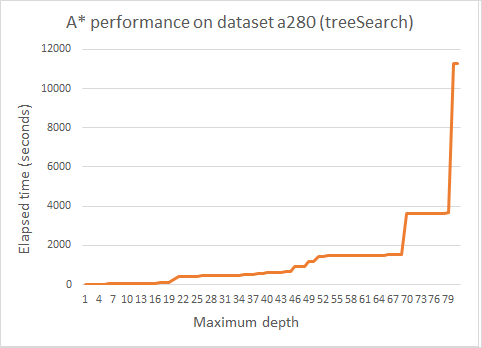 A* performance on dataset a280 (treeSearch)
12000
10000
8000
6000
4000
2000
0
Elapsed time (seconds)
1 4 7 10 13 16 19 22 25 28 31 34 37 40 43 46 49 52 55 58 61 64 67 70 73 76 79
Maximum depth